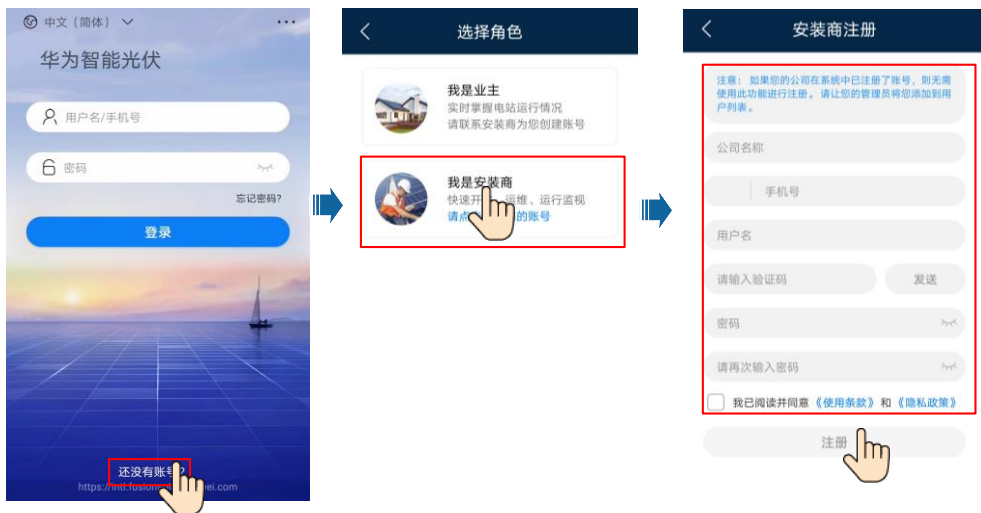 中文（简体）
华为智能光伏
用户名/手机号
密码
忘记密码?
登录
还没有账号?
选择角色
我是业主
实时掌握电站运行情况
请联系安装商为您创建账号
我是安装商
快速开 运维、运行监视
请点 的账号
安装商注册
注意：如果您的公司在系统中已注册了账号，则无需
使用此功能进行注册。请让您的管理员将您添加到用
户列表。
公司名称
手机号
用户名
请输入验证码
发送
密码
请再次输入密码
我已阅读并同意《使用条款》和《隐私政策》
注册